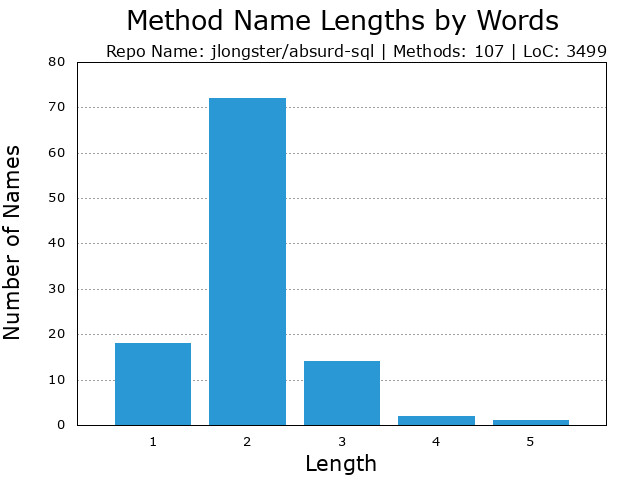 Method Name Lengths by Words
Repo Name: jlongster/absurd-sql | Methods: 107 | LoC: 3499
Number of Names
80
70
60
50
40
30
20
10
0
1 2 3 4 5
Length